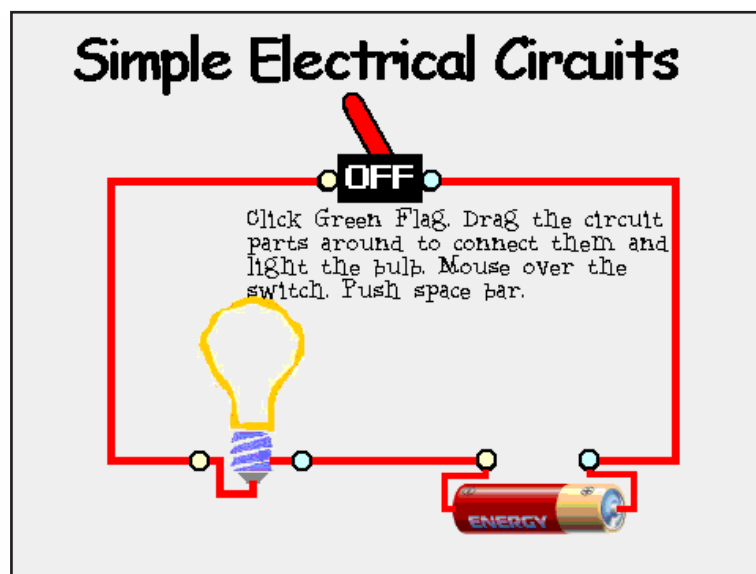 Simple Electrical Circuits
OFF
Click Green Flag. Drag the circuit
parts around to connect them and
light the bulb. Mouse over the
switch. Push space bar.
ENERGY